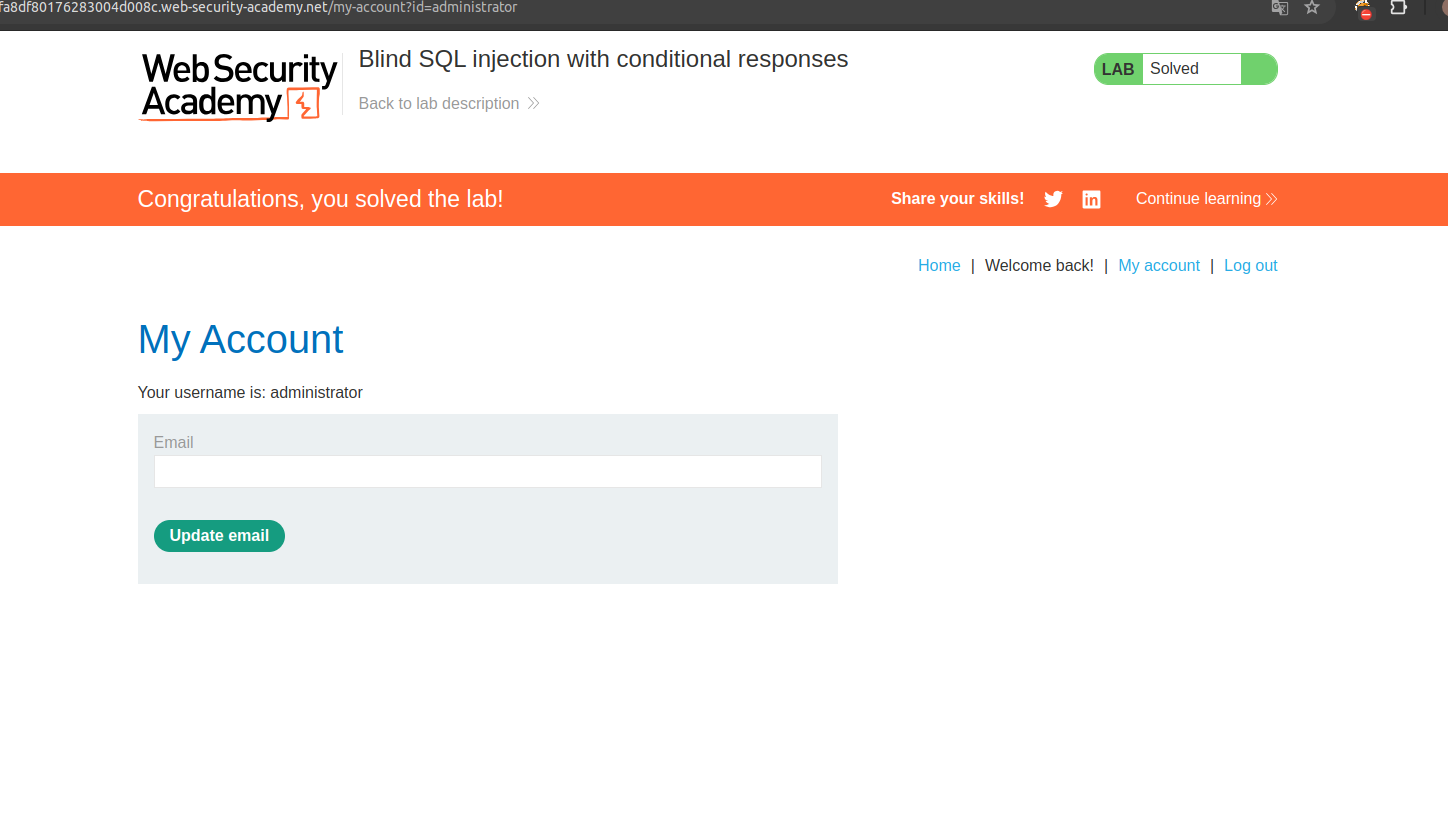 fa8df80176283004d008c.web-security-academy.net/my-account?id=administrator
Web Security
Academy
Blind SQL injection with conditional responses
Back to lab description
LAB Solved
Congratulations, you solved the lab!
Share your skills!
Continue learning
Home | Welcome back! | My account | Log out
My Account
Your username is: administrator
Email
Update email